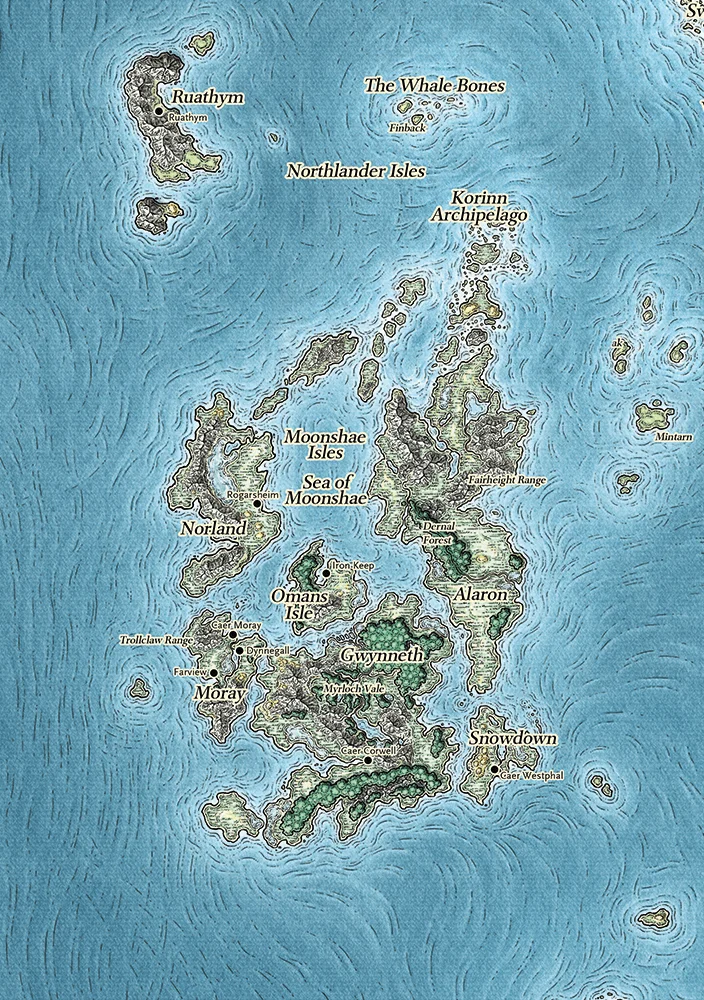 Sv
The Whale Bones
Ruathym
Ruathym
Finback
Northlander Isles
Korinn
Archipelago
ak
Mintarn
Moonshae
Isles
Fairheight Range
Sea of
Moonshae
Rogarsheim
Norland
Dernal
Forest
Iron Keep
Omans
Isle
Alaron
Caer Moray
Trollclaw Range
Dynnegall
Gwynneth
Farview
Moray
Myrloch Vale
Snowdown
Caer Corwell
Caer Westphal